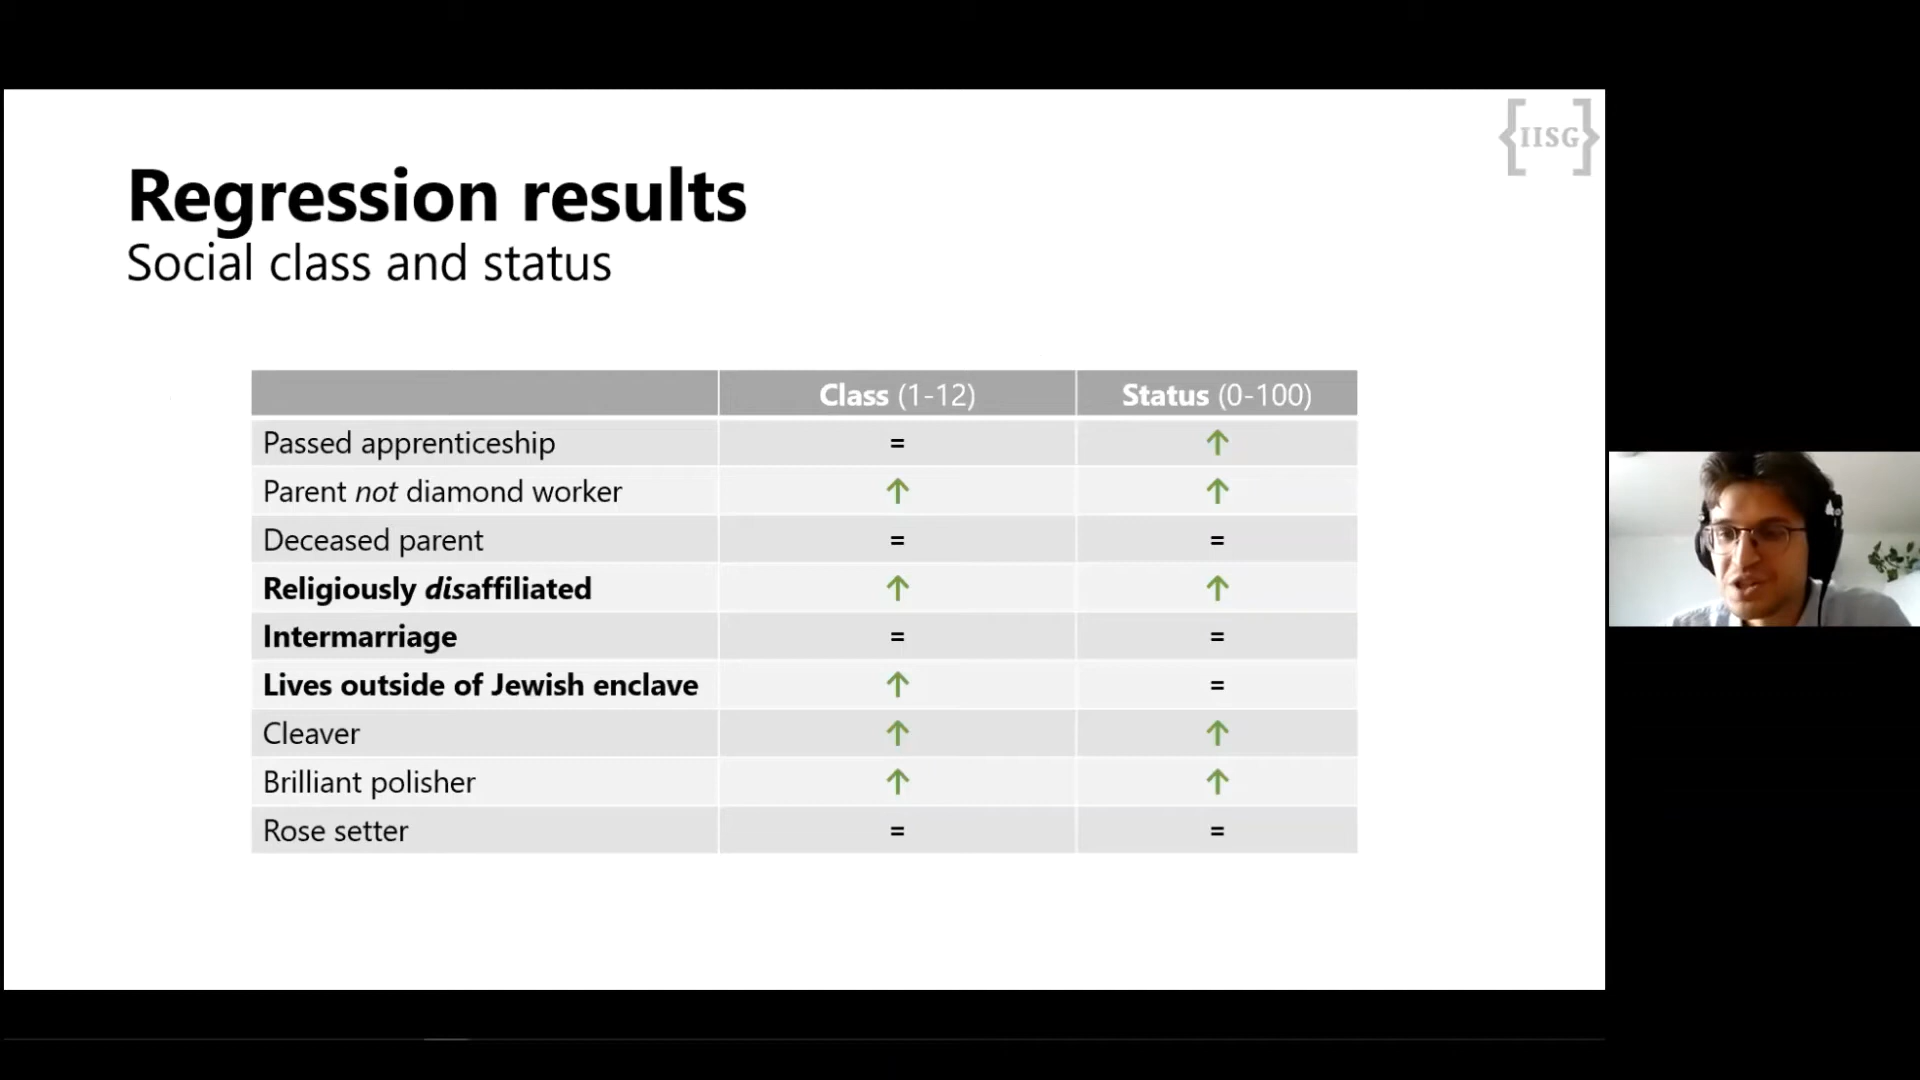 {IISG}
Regression results
Social class and status
Class (1-12) Status (0-100)
Passed apprenticeship = ↑
Parent not diamond worker ↑ ↑
Deceased parent = =
Religiously disaffiliated ↑ ↑
Intermarriage = =
Lives outside of Jewish enclave ↑ =
Cleaver ↑ ↑
Brilliant polisher ↑ ↑
Rose setter = =